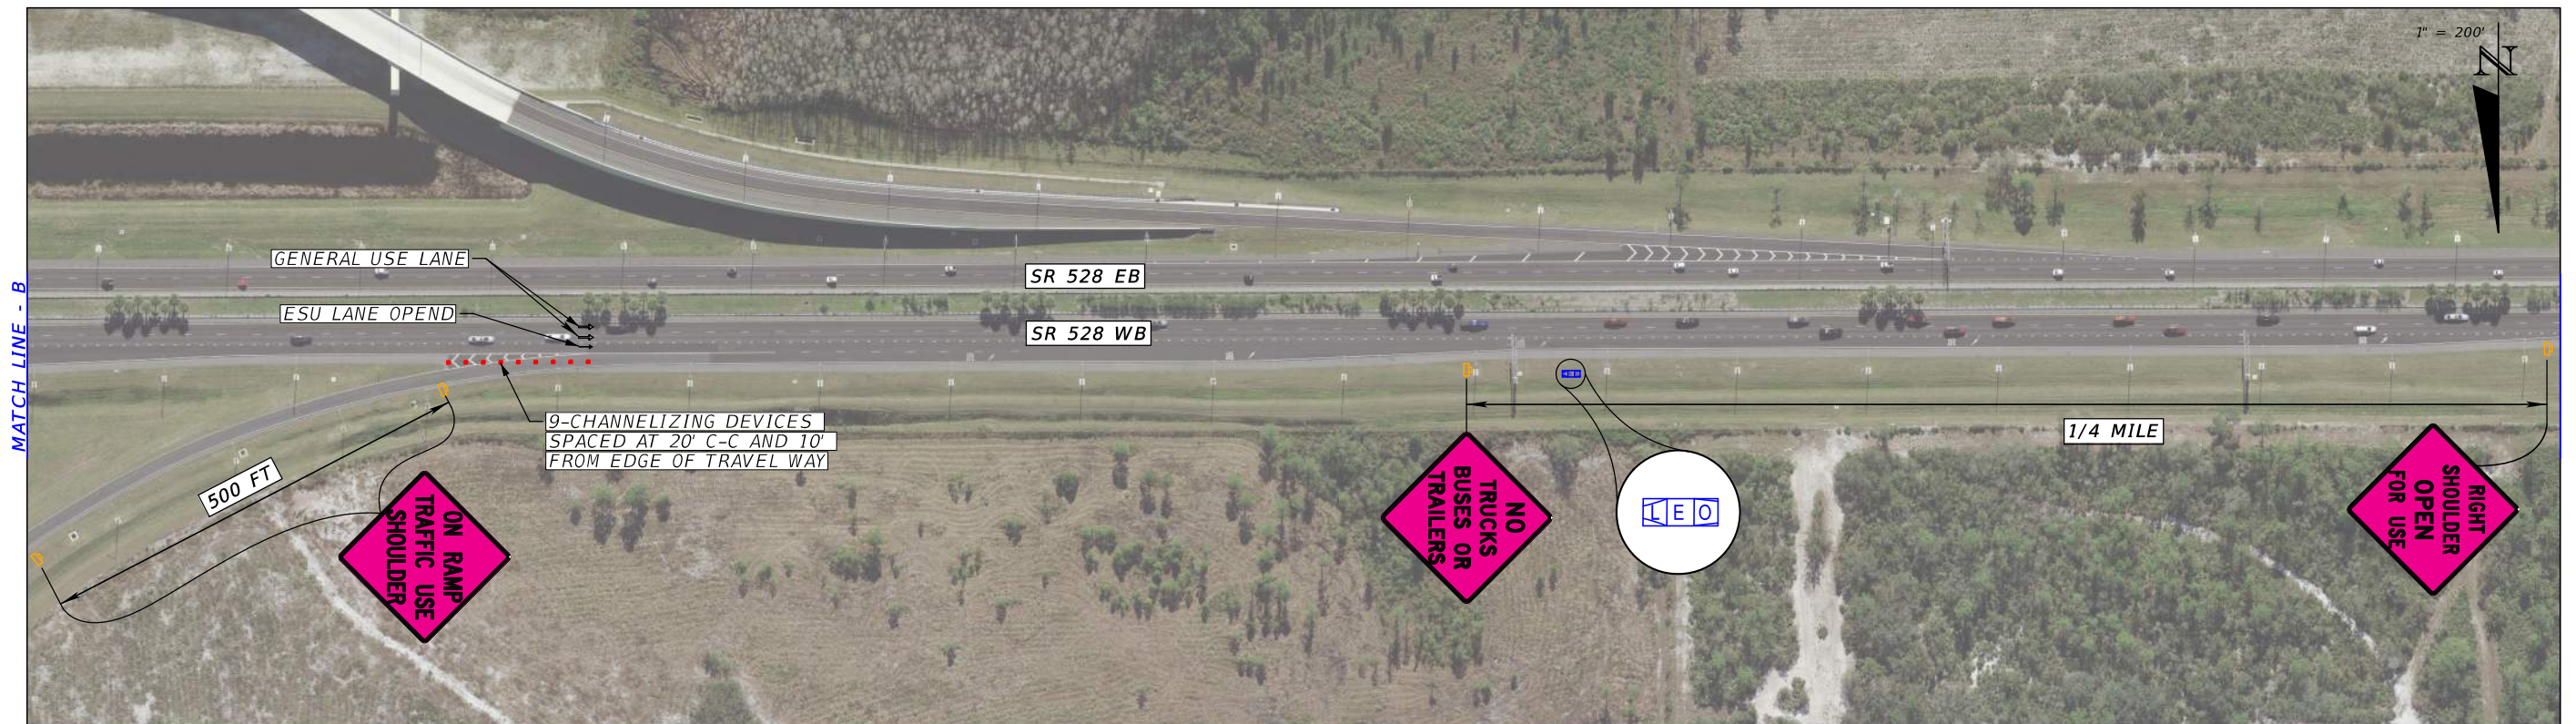 1" = 200'
N
GENERAL USE LANE
SR 528 EB
ESU LANE OPEND
SR 528 WB
MATCH LINE - B
9-CHANNELIZING DEVICES
SPACED AT 20' C-C AND 10'
FROM EDGE OF TRAVEL WAY
500 FT
1/4 MILE
ON RAMP
TRAFFIC USE
SHOULDER
NO
TRUCKS
BUSES OR
TRAILERS
LEO
RIGHT
SHOULDER
OPEN
FOR USE